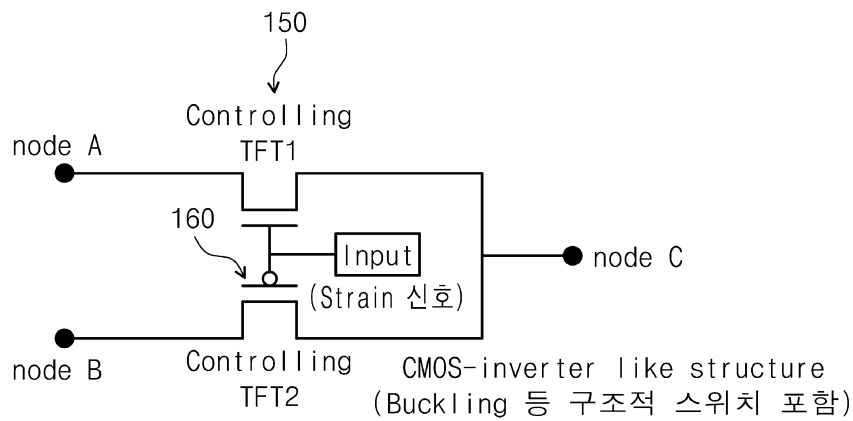 150
Controlling
TFT1
node A
160
Input
(Strain 신호)
node C
node B
Controlling
TFT2
CMOS-inverter like structure
(Buckling 등 구조적 스위치 포함)